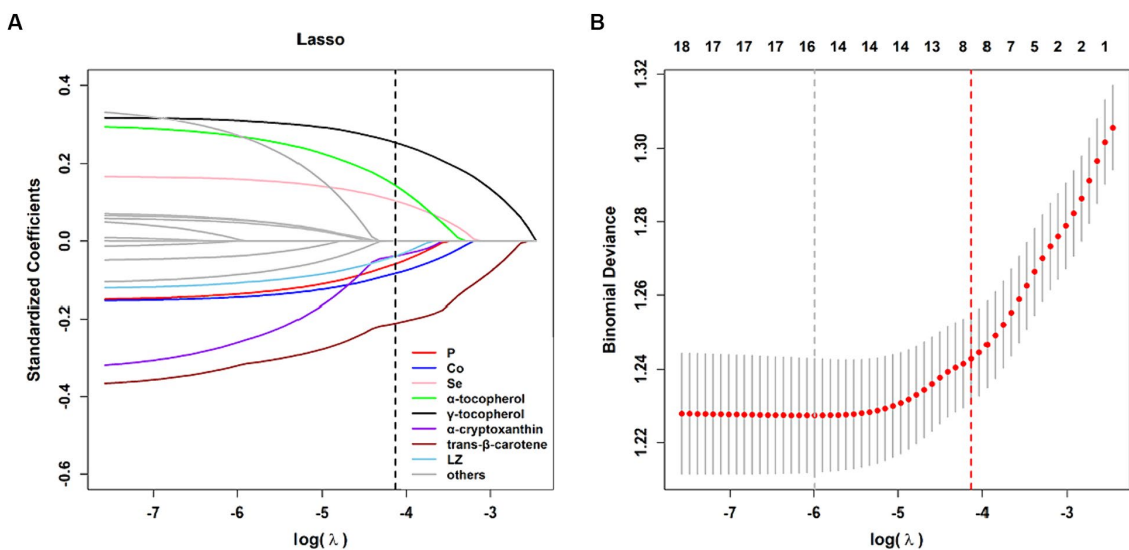 A
Lasso
Standardized Coefficients
0.4
0.2
0.0
-0.2
-0.4
-0.6
P
Co
Se
α-tocopherol
γ-tocopherol
α-cryptoxanthin
trans-β-carotene
LZ
others
-7 -6 -5 -4 -3
log( λ )
B
18 17 17 17 16 14 14 14 13 8 8 7 5 2 2 1
Binomial Deviance
1.32
1.30
1.28
1.26
1.24
1.22
-7 -6 -5 -4 -3
log( λ )